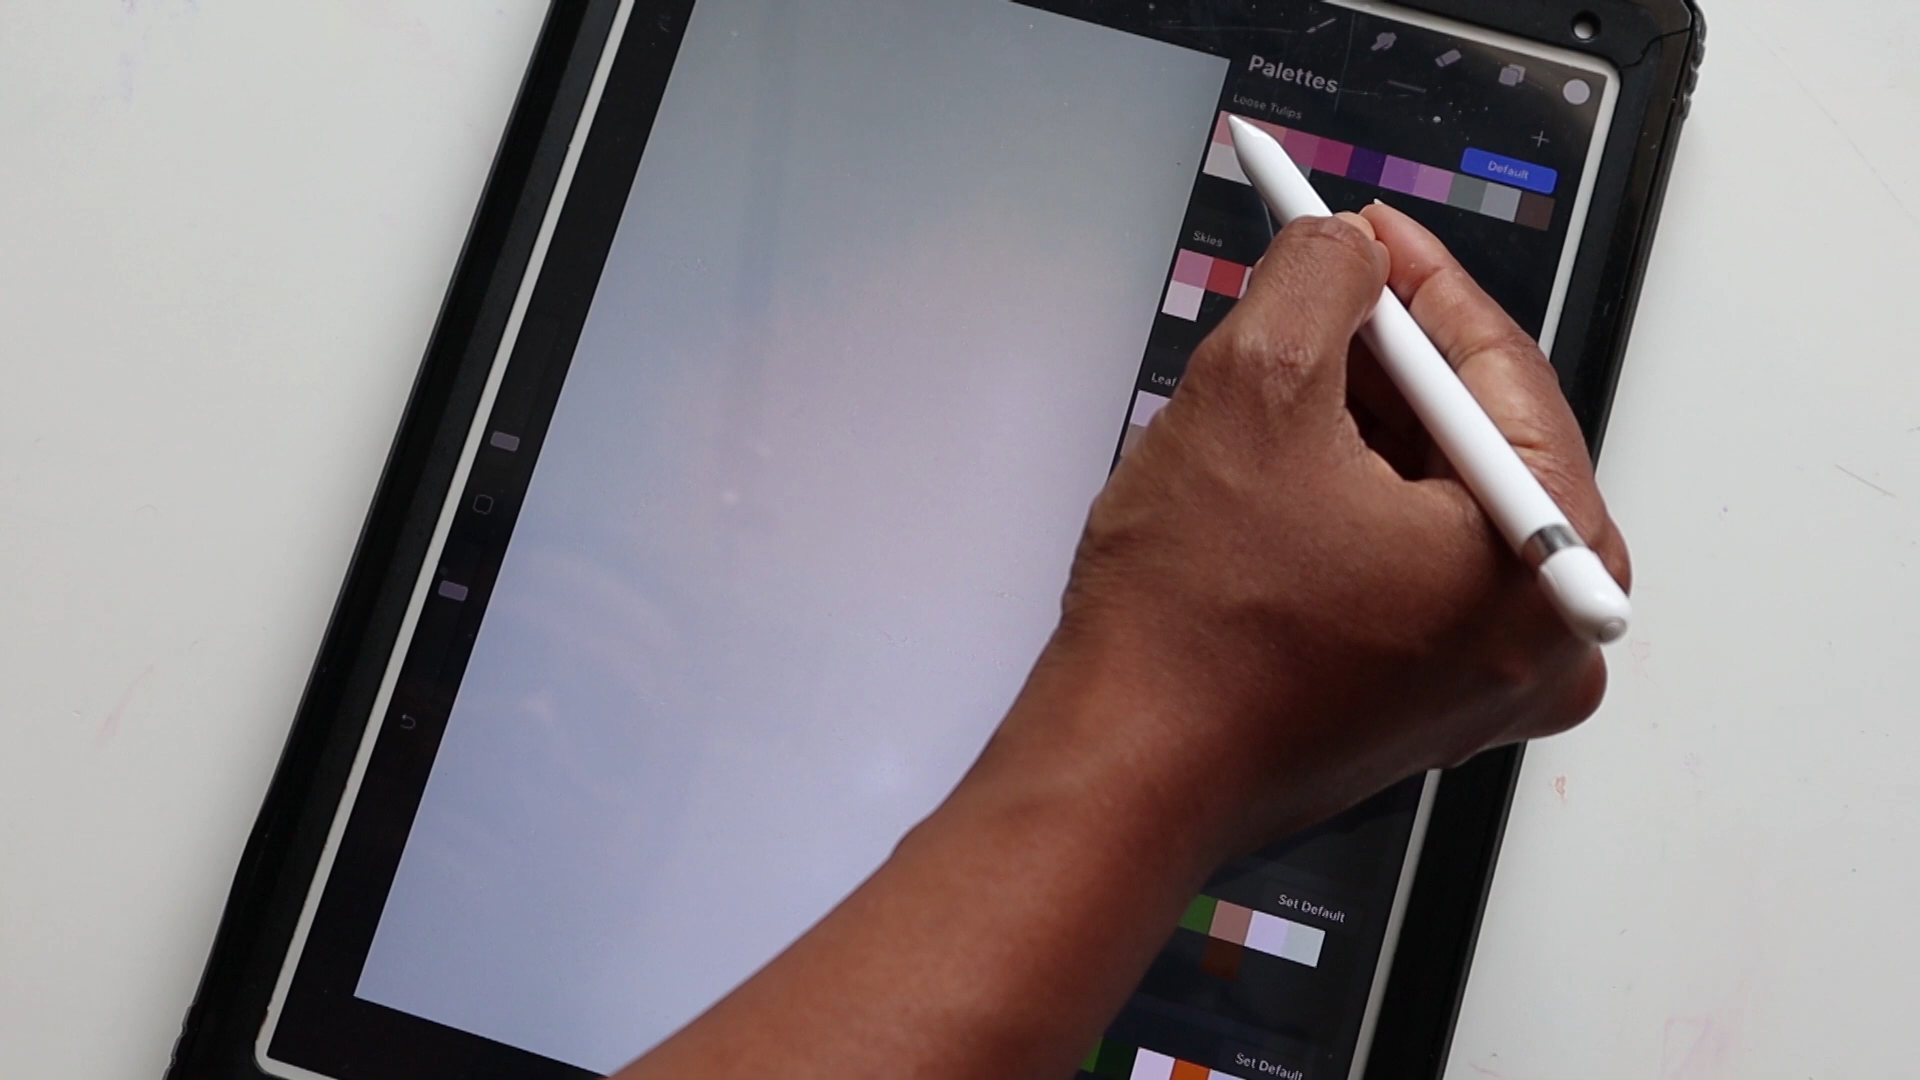 Palettes
Loose Tulips
Default
Skies
Leaf
Set Default
Set Default